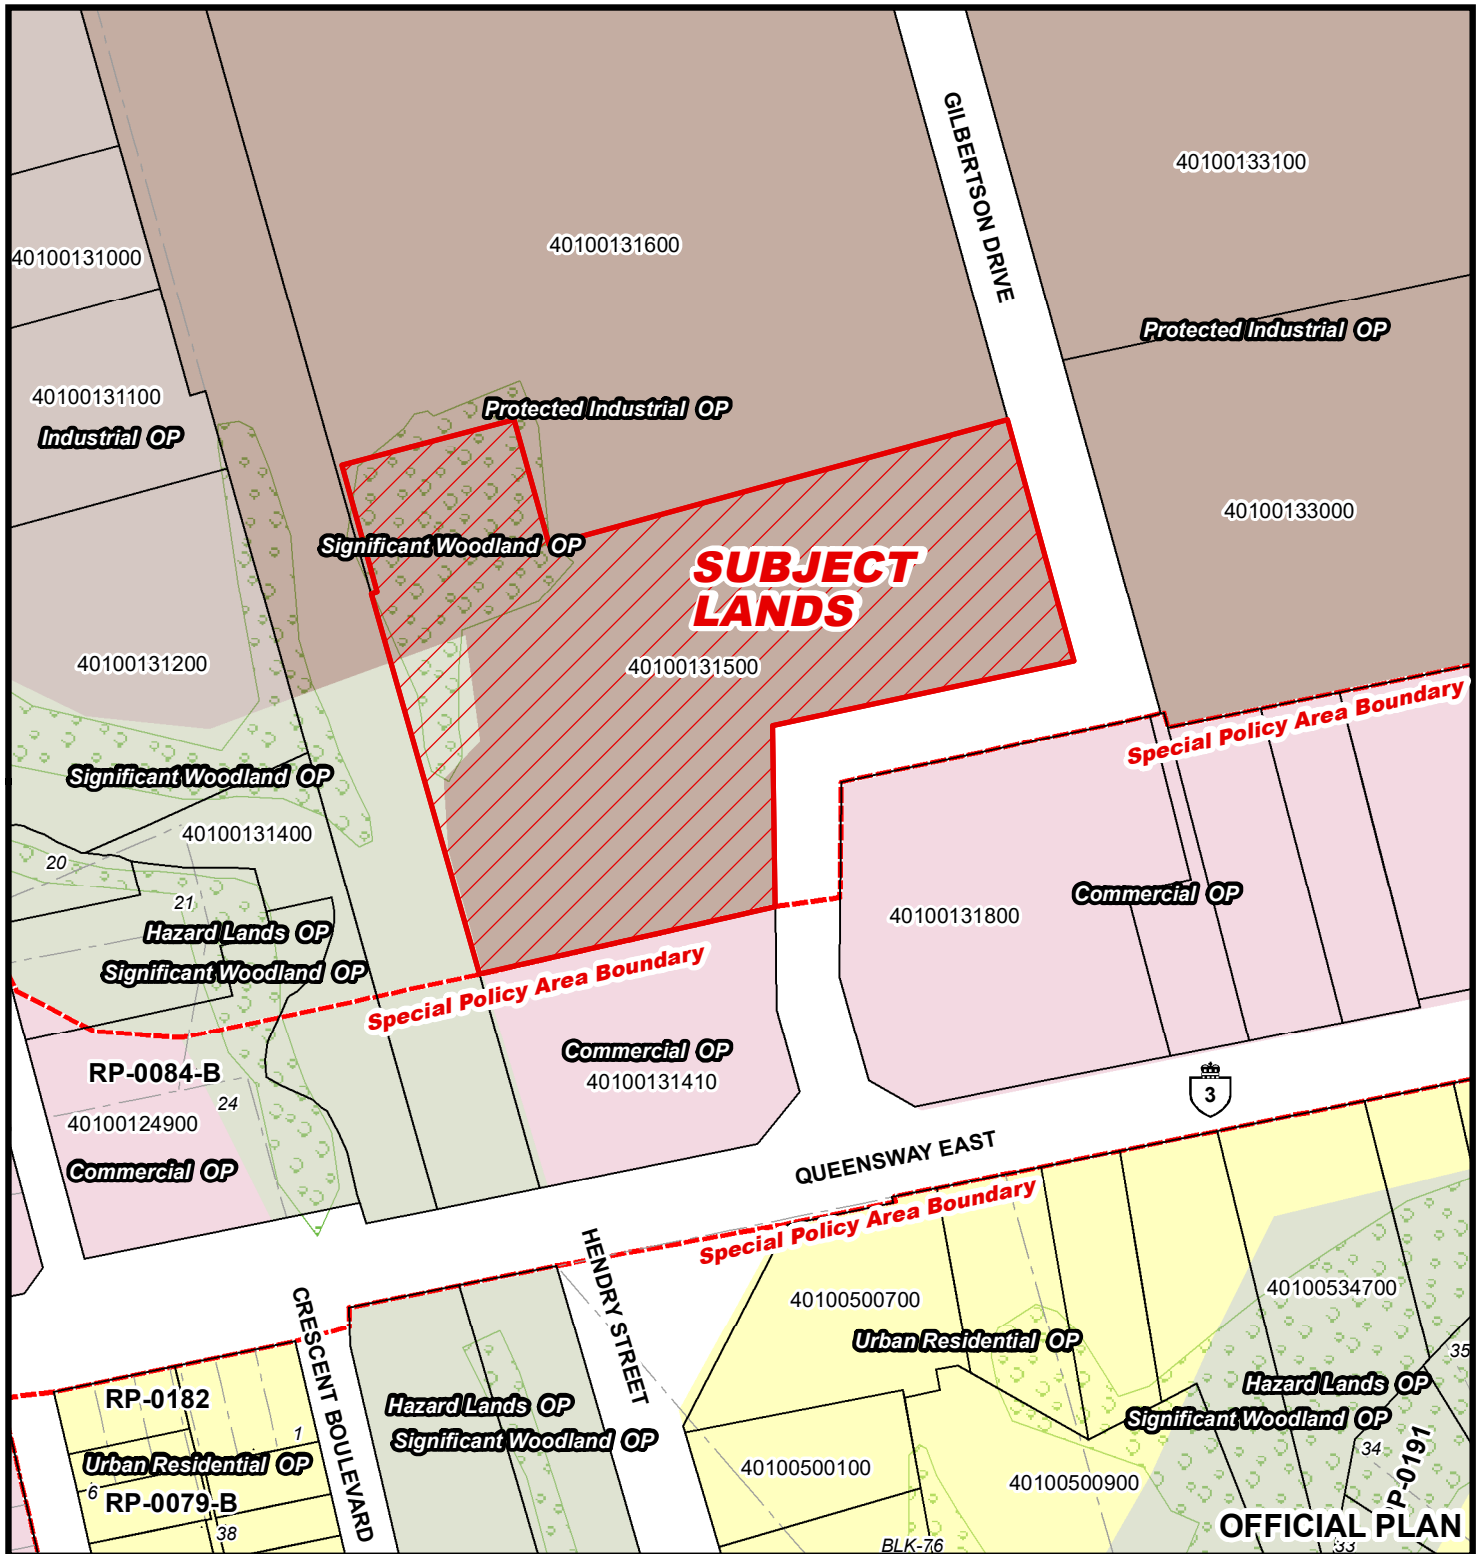 GILBERTSON DRIVE
40100133100
40100131600
40100131000
Protected Industrial OP
40100131100
Industrial OP
Protected Industrial OP
40100133000
Significant Woodland OP
SUBJECT
LANDS
40100131200
40100131500
Special Policy Area Boundary
Significant Woodland OP
40100131400
20
21
Commercial OP
40100131800
Hazard Lands OP
Significant Woodland OP
Special Policy Area Boundary
Commercial OP
40100131410
RP-0084-B
24
40100124900
3
Commercial OP
QUEENSWAY EAST
Special Policy Area Boundary
HENDRY STREET
CRESCENT BOULEVARD
40100500700
40100534700
Urban Residential OP
35
RP-0182
Hazard Lands OP
Significant Woodland OP
Hazard Lands OP
Significant Woodland OP
1
34
P-0191
Urban Residential OP
40100500100
40100500900
6
RP-0079-B
38
BLK-76
33
OFFICIAL PLAN